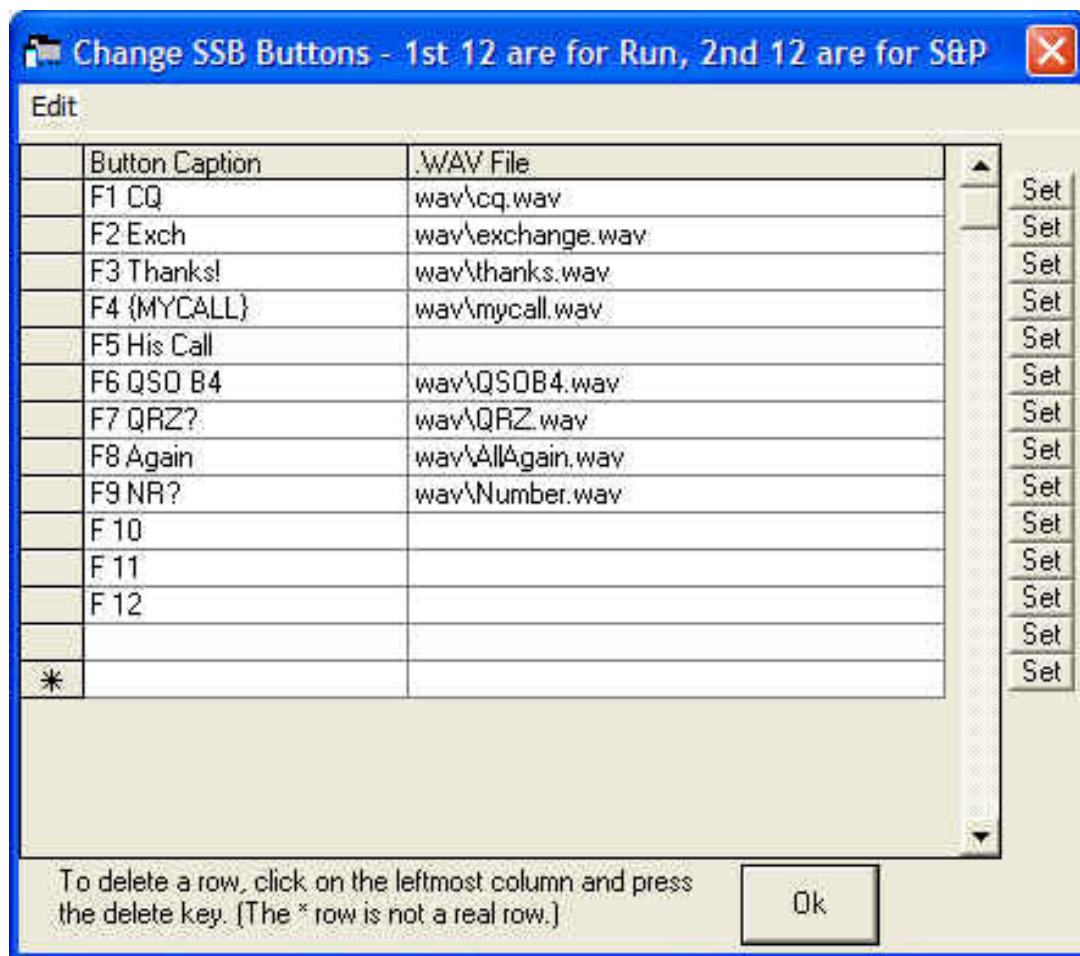 Change SSB Buttons - 1st 12 are for Run, 2nd 12 are for S&P
Edit
Button Caption .WAV File
F1 CQ wav\cq.wav Set
F2 Exch wav\exchange.wav Set
F3 Thanks! wav\thanks.wav Set
F4 {MYCALL} wav\mycall.wav Set
F5 His Call Set
F6 QSO B4 wav\QSOB4.wav Set
F7 QRZ? wav\QRZ.wav Set
F8 Again wav\AllAgain.wav Set
F9 NR? wav\Number.wav Set
F 10 Set
F 11 Set
F 12 Set
Set
* Set
To delete a row, click on the leftmost column and press
the delete key. (The * row is not a real row.)
Ok